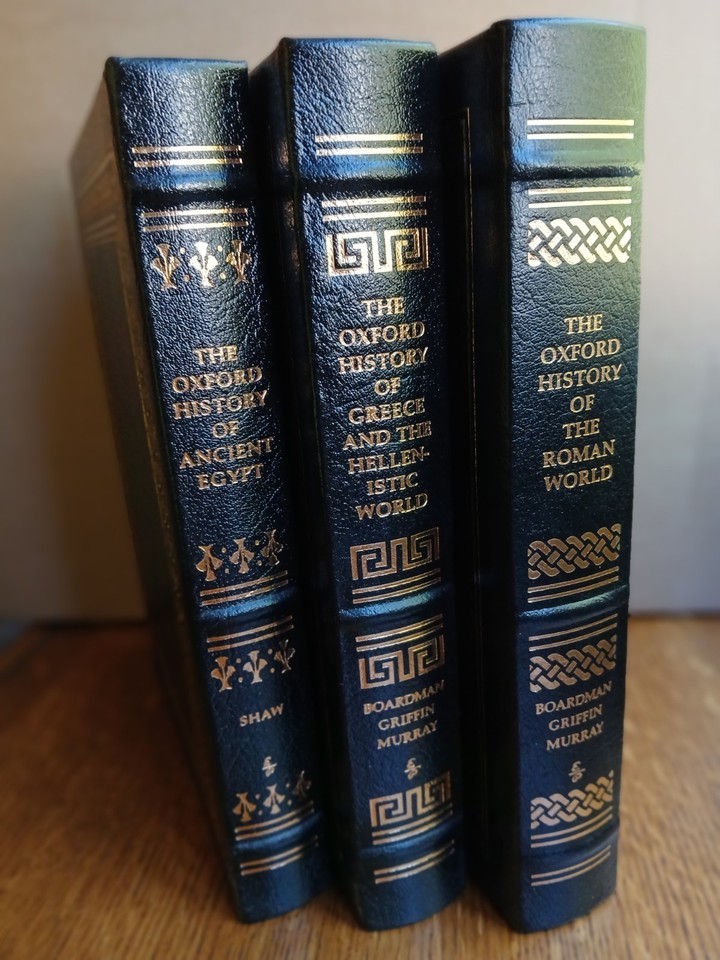 THE
OXFORD
HISTORY
OF
ANCIENT
EGYPT
SHAW
THE
OXFORD
HISTORY
OF
GREECE
AND THE
HELLEN-
ISTIC
WORLD
BOARDMAN
GRIFFIN
MURRAY
THE
OXFORD
HISTORY
OF
THE
ROMAN
WORLD
BOARDMAN
GRIFFIN
MURRAY